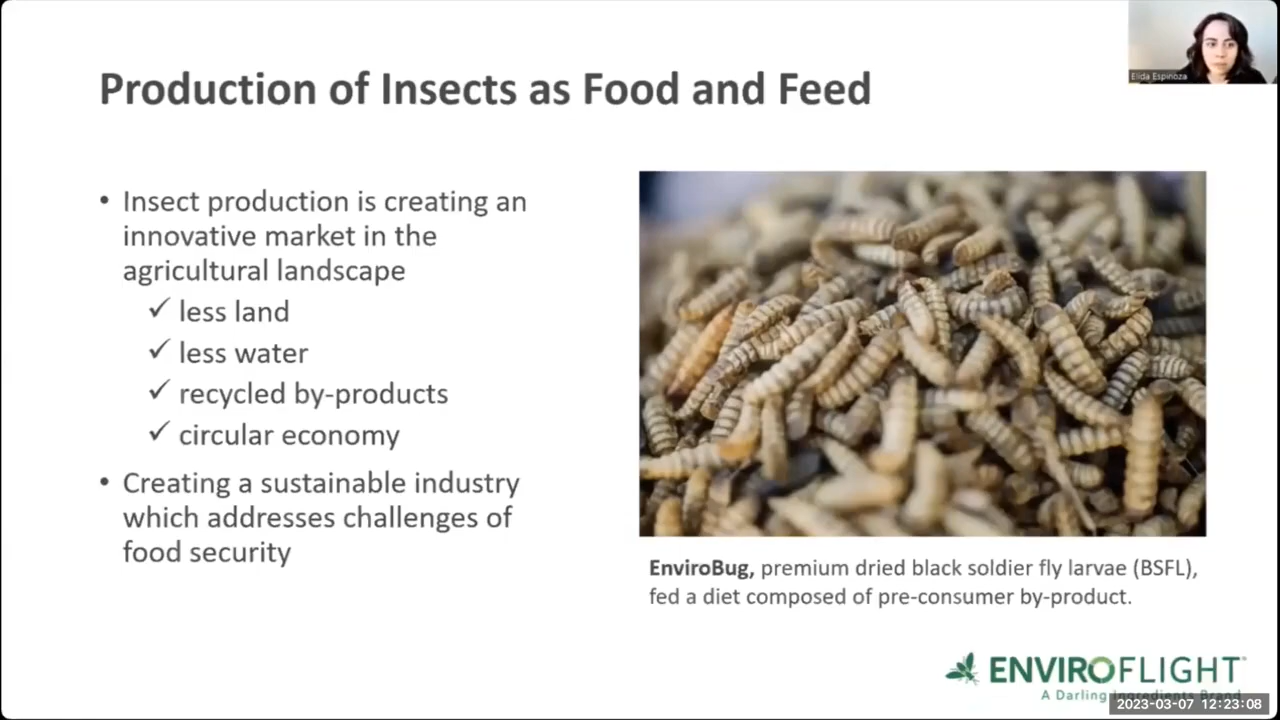 Elida Espinoza
Production of Insects as Food and Feed
• Insect production is creating an
innovative market in the
agricultural landscape
✓ less land
✓ less water
✓ recycled by-products
✓ circular economy
• Creating a sustainable industry
which addresses challenges of
food security
EnviroBug, premium dried black soldier fly larvae (BSFL),
fed a diet composed of pre-consumer by-product.
ENVIROFLIGHT™
A Darling Ingredients Brand
2023-03-07 12:23:08